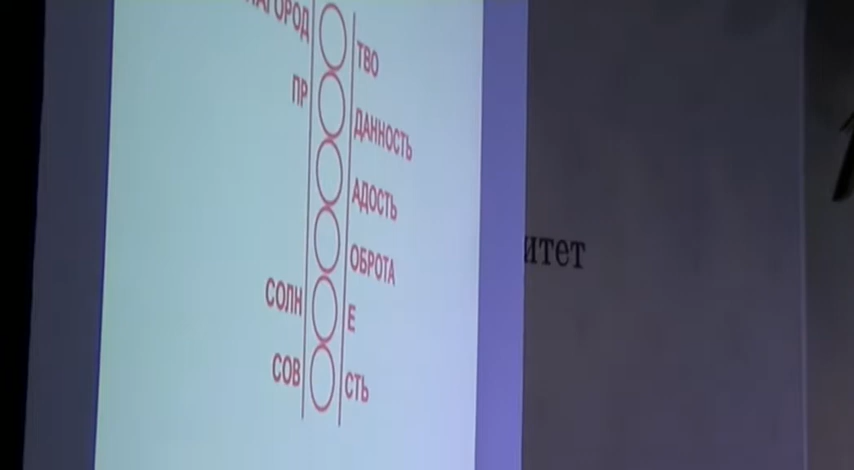 АГОРОД ТВО
ПР ДАННОСТЬ
АДОСТЬ
ОБРОТА
СОЛН Е
СОВ СТЬ
итет